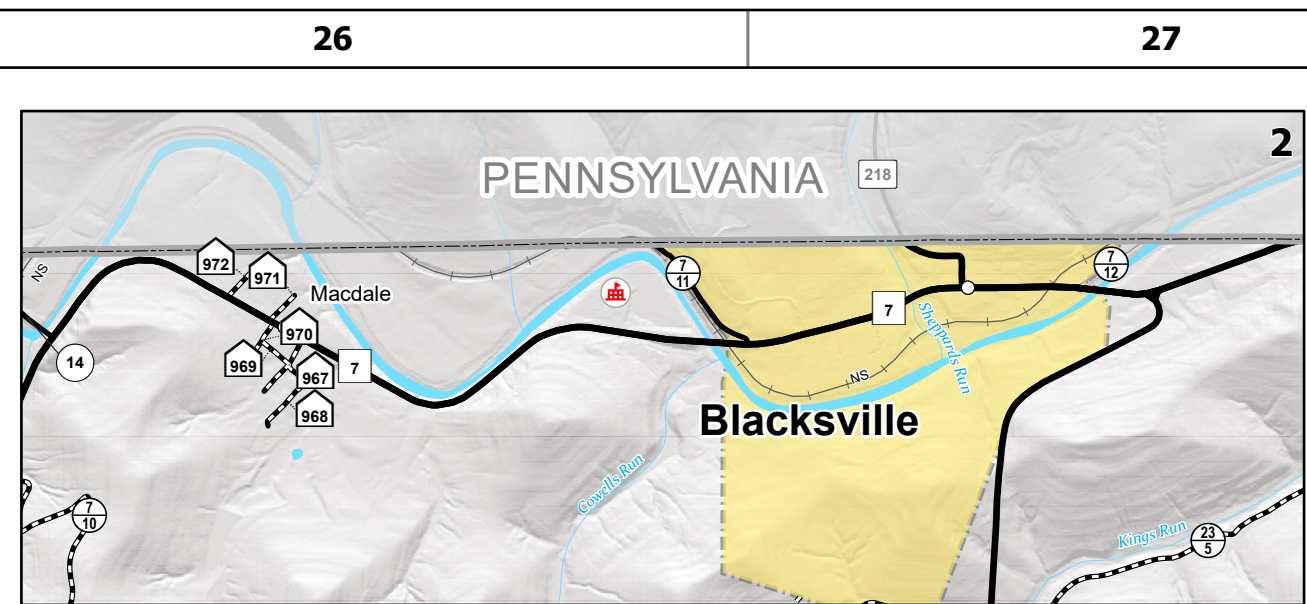 26
27
2
PENNSYLVANIA
218
NS
972
971
Macdale
7
11
7
12
970
969
14
967
7
968
7
Sheppards Run
NS
Blacksville
Cowells Run
7
10
Kings Run
23
5